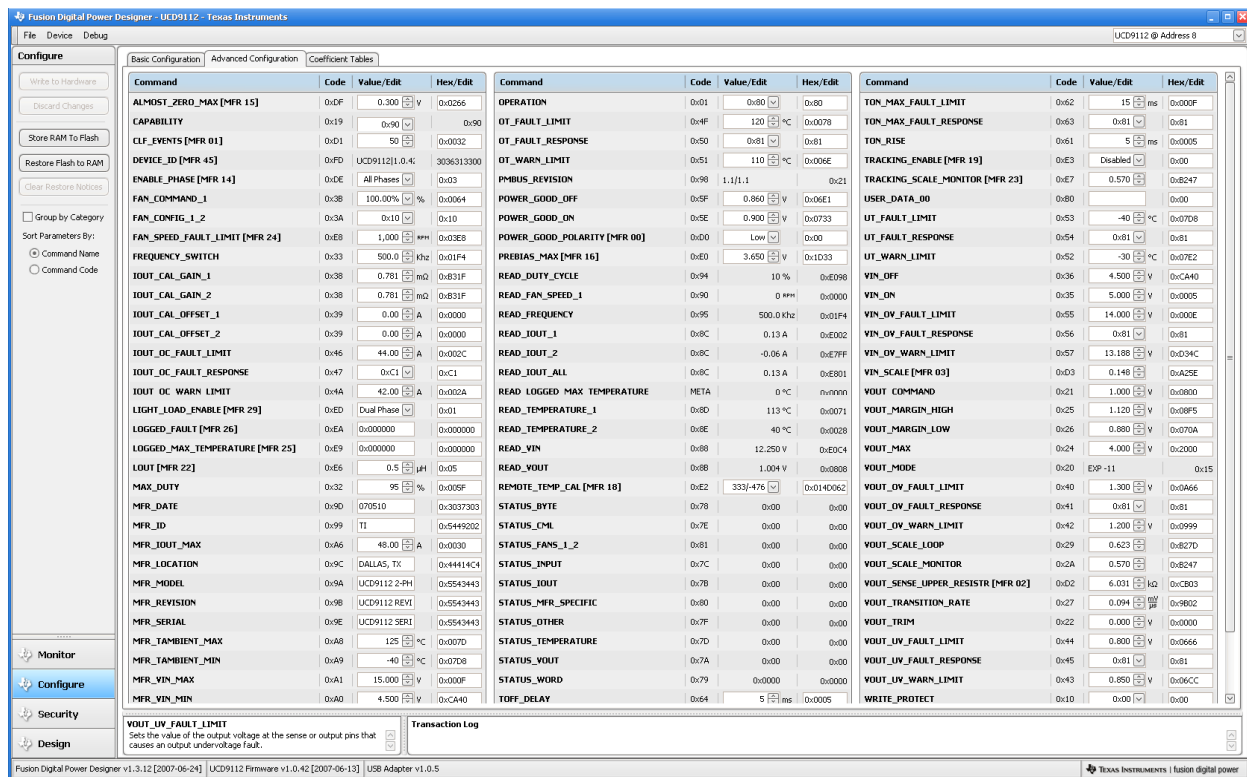 Fusion Digital Power Designer - UCD9112 - Texas Instruments
File Device Debug UCD9112 @ Address 8
Configure
Write to Hardware
Discard Changes
Store RAM To Flash
Restore Flash to RAM
Clear Restore Notices
Group by Category
Sort Parameters By:
Command Name
Command Code
Monitor
Configure
Security
Design
Basic Configuration Advanced Configuration Coefficient Tables
Command Code Value/Edit Hex/Edit
ALMOST_ZERO_MAX [MFR 15] 0xDF 0.300 V 0x0266
CAPABILITY 0x19 0x90 0x90
CLF_EVENTS [MFR 01] 0xD1 50 0x0032
DEVICE_ID [MFR 45] 0xFD UCD9112|1.0.4 3036313300
ENABLE_PHASE [MFR 14] 0xDE All Phases 0x03
FAN_COMMAND_1 0x3B 100.00% % 0x0064
FAN_CONFIG_1_2 0x3A 0x10 0x10
FAN_SPEED_FAULT_LIMIT [MFR 24] 0xE8 1,000 RPM 0x03E8
FREQUENCY_SWITCH 0x33 500.0 Khz 0x01F4
IOUT_CAL_GAIN_1 0x38 0.781 mΩ 0xB31F
IOUT_CAL_GAIN_2 0x38 0.781 mΩ 0xB31F
IOUT_CAL_OFFSET_1 0x39 0.00 A 0x0000
IOUT_CAL_OFFSET_2 0x39 0.00 A 0x0000
IOUT_OC_FAULT_LIMIT 0x46 44.00 A 0x002C
IOUT_OC_FAULT_RESPONSE 0x47 0xC1 0xC1
IOUT_OC_WARN_LIMIT 0x4A 42.00 A 0x002A
LIGHT_LOAD_ENABLE [MFR 29] 0xED Dual Phase 0x01
LOGGED_FAULT [MFR 26] 0xEA 0x000000 0x000000
LOGGED_MAX_TEMPERATURE [MFR 25] 0xE9 0x000000 0x000000
LOUT [MFR 22] 0xE6 0.5 µH 0x05
MAX_DUTY 0x32 95 % 0x005F
MFR_DATE 0x9D 070510 0x3037303
MFR_ID 0x99 TI 0x5449202
MFR_IOUT_MAX 0xA6 48.00 A 0x0030
MFR_LOCATION 0x9C DALLAS, TX 0x44414C4
MFR_MODEL 0x9A UCD9112 2-PH 0x5543443
MFR_REVISION 0x9B UCD9112 REVI 0x5543443
MFR_SERIAL 0x9E UCD9112 SERI 0x5543443
MFR_TAMBIENT_MAX 0xA8 125 °C 0x007D
MFR_TAMBIENT_MIN 0xA9 -40 °C 0x07D8
MFR_VIN_MAX 0xA1 15.000 V 0x000F
MFR_VIN_MIN 0xA0 4.500 V 0xCA40
Command Code Value/Edit Hex/Edit
OPERATION 0x01 0x80 0x80
OT_FAULT_LIMIT 0x4F 120 °C 0x0078
OT_FAULT_RESPONSE 0x50 0x81 0x81
OT_WARN_LIMIT 0x51 110 °C 0x006E
PMBUS_REVISION 0x98 1.1/1.1 0x21
POWER_GOOD_OFF 0x5F 0.860 V 0x06E1
POWER_GOOD_ON 0x5E 0.900 V 0x0733
POWER_GOOD_POLARITY [MFR 00] 0xD0 Low 0x00
PREBIAS_MAX [MFR 16] 0xE0 3.650 V 0x1D33
READ_DUTY_CYCLE 0x94 10 % 0xE098
READ_FAN_SPEED_1 0x90 0 RPM 0x0000
READ_FREQUENCY 0x95 500.0 Khz 0x01F4
READ_IOUT_1 0x8C 0.13 A 0xE002
READ_IOUT_2 0x8C -0.06 A 0xE7FF
READ_IOUT_ALL 0x8C 0.13 A 0xE801
READ_LOGGED_MAX_TEMPERATURE META 0 °C 0x0000
READ_TEMPERATURE_1 0x8D 113 °C 0x0071
READ_TEMPERATURE_2 0x8E 40 °C 0x0028
READ_VIN 0x88 12.250 V 0xE0C4
READ_VOUT 0x8B 1.004 V 0x0808
REMOTE_TEMP_CAL [MFR 18] 0xE2 333/-476 0x014D062
STATUS_BYTE 0x78 0x00 0x00
STATUS_CML 0x7E 0x00 0x00
STATUS_FANS_1_2 0x81 0x00 0x00
STATUS_INPUT 0x7C 0x00 0x00
STATUS_IOUT 0x7B 0x00 0x00
STATUS_MFR_SPECIFIC 0x80 0x00 0x00
STATUS_OTHER 0x7F 0x00 0x00
STATUS_TEMPERATURE 0x7D 0x00 0x00
STATUS_VOUT 0x7A 0x00 0x00
STATUS_WORD 0x79 0x0000 0x0000
TOFF_DELAY 0x64 5 ms 0x0005
Command Code Value/Edit Hex/Edit
TON_MAX_FAULT_LIMIT 0x62 15 ms 0x000F
TON_MAX_FAULT_RESPONSE 0x63 0x81 0x81
TON_RISE 0x61 5 ms 0x0005
TRACKING_ENABLE [MFR 19] 0xE3 Disabled 0x00
TRACKING_SCALE_MONITOR [MFR 23] 0xE7 0.570 0xB247
USER_DATA_00 0xB0 0x00
UT_FAULT_LIMIT 0x53 -40 °C 0x07D8
UT_FAULT_RESPONSE 0x54 0x81 0x81
UT_WARN_LIMIT 0x52 -30 °C 0x07E2
VIN_OFF 0x36 4.500 V 0xCA40
VIN_ON 0x35 5.000 V 0x0005
VIN_OV_FAULT_LIMIT 0x55 14.000 V 0x000E
VIN_OV_FAULT_RESPONSE 0x56 0x81 0x81
VIN_OV_WARN_LIMIT 0x57 13.188 V 0xD34C
VIN_SCALE [MFR 03] 0xD3 0.148 0xA25E
VOUT_COMMAND 0x21 1.000 V 0x0800
VOUT_MARGIN_HIGH 0x25 1.120 V 0x08F5
VOUT_MARGIN_LOW 0x26 0.880 V 0x070A
VOUT_MAX 0x24 4.000 V 0x2000
VOUT_MODE 0x20 EXP -11 0x15
VOUT_OV_FAULT_LIMIT 0x40 1.300 V 0x0A66
VOUT_OV_FAULT_RESPONSE 0x41 0x81 0x81
VOUT_OV_WARN_LIMIT 0x42 1.200 V 0x0999
VOUT_SCALE_LOOP 0x29 0.623 0xB27D
VOUT_SCALE_MONITOR 0x2A 0.570 0xB247
VOUT_SENSE_UPPER_RESISTR [MFR 02] 0xD2 6.031 kΩ 0xCB03
VOUT_TRANSITION_RATE 0x27 0.094 mV/µs 0x9B02
VOUT_TRIM 0x22 0.000 V 0x0000
VOUT_UV_FAULT_LIMIT 0x44 0.800 V 0x0666
VOUT_UV_FAULT_RESPONSE 0x45 0x81 0x81
VOUT_UV_WARN_LIMIT 0x43 0.850 V 0x06CC
WRITE_PROTECT 0x10 0x00 0x00
VOUT_UV_FAULT_LIMIT
Sets the value of the output voltage at the sense or output pins that
causes an output undervoltage fault.
Transaction Log
Fusion Digital Power Designer v1.3.12 [2007-06-24] UCD9112 Firmware v1.0.42 [2007-06-13] USB Adapter v1.0.5 TEXAS INSTRUMENTS | fusion digital power